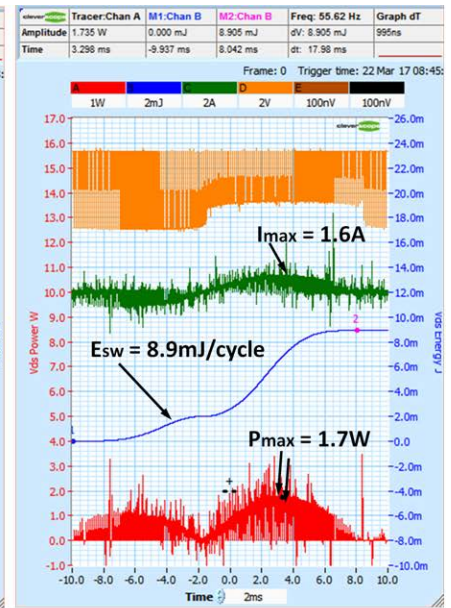 cleverscope Tracer:Chan A M1:Chan B M2:Chan B Freq: 55.62 Hz Graph dT
Amplitude 1.735 W 0.000 mJ 8.905 mJ dV: 8.905 mJ 995ns
Time 3.298 ms -9.937 ms 8.042 ms dt: 17.98 ms
Frame: 0 Trigger time: 22 Mar 17 08:45:
A B C D E
1W 2mJ 2A 2V 100mV 100mV
cleverscope
17.0 -26.0m
16.0 -24.0m
15.0 -22.0m
14.0 -20.0m
13.0 -18.0m
12.0 -16.0m
Imax = 1.6A
11.0 -14.0m
10.0 -12.0m
9.0 -10.0m
8.0 -8.0m
Esw = 8.9mJ/cycle
7.0 -6.0m
6.0 -4.0m
5.0 -2.0m
2
1
4.0 -0.0
Pmax = 1.7W
3.0 --2.0m
2.0 --4.0m
1.0 --6.0m
0.0 --8.0m
-1.0 --10.0m
Vds Power W
Vds Energy J
-10.0 -8.0 -6.0 -4.0 -2.0 0.0 2.0 4.0 6.0 8.0 10.0
Time 2ms